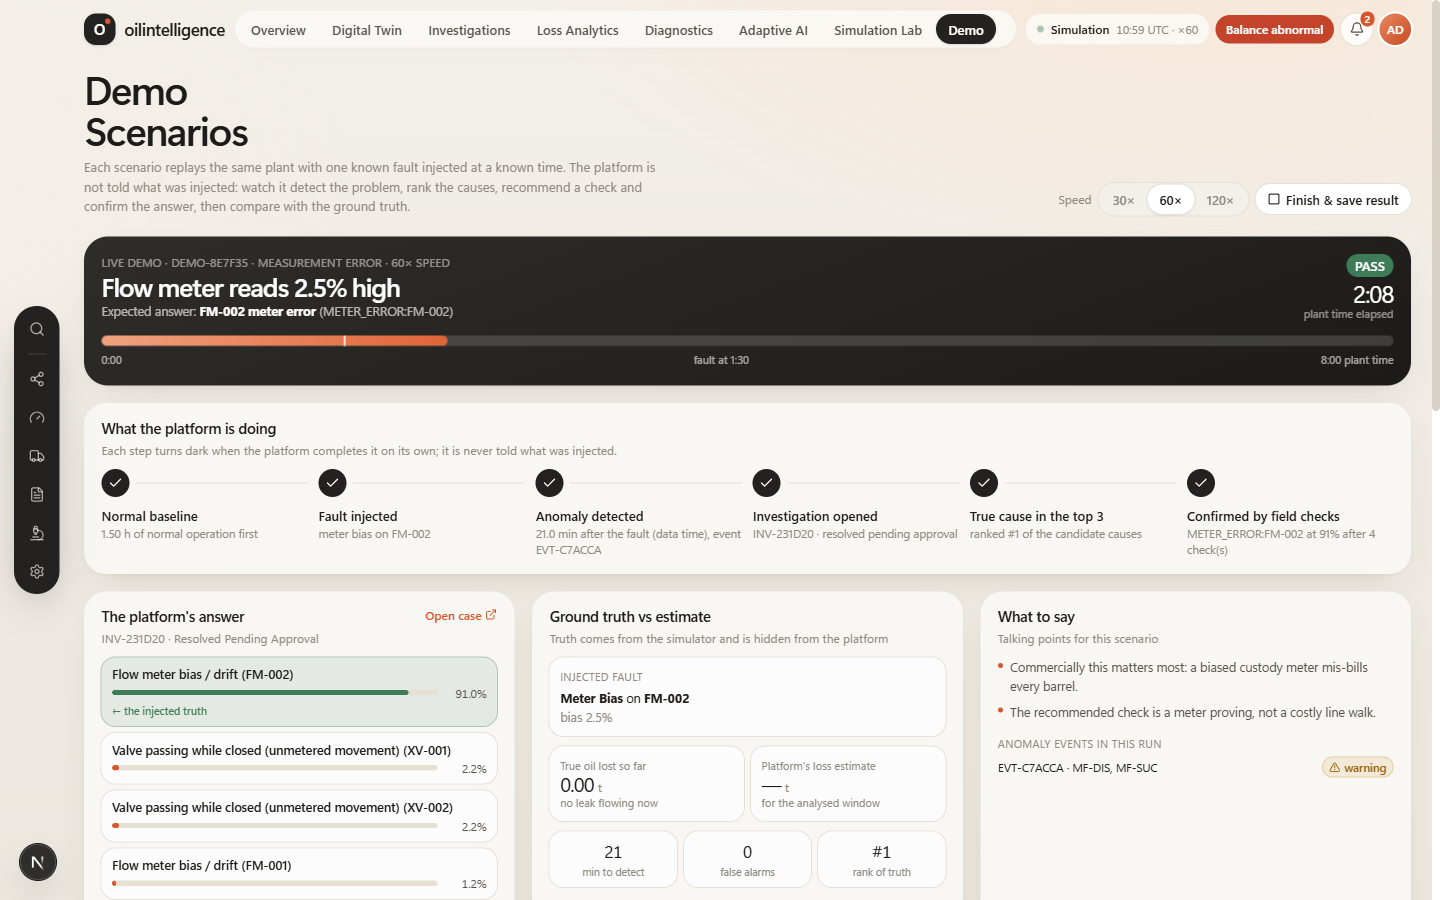 oilintelligence
Overview
Digital Twin
Investigations
Loss Analytics
Diagnostics
Adaptive AI
Simulation Lab
Demo
Simulation 10:59 UTC · ×60
Balance abnormal
2
AD
Demo
Scenarios
Each scenario replays the same plant with one known fault injected at a known time. The platform is
not told what was injected: watch it detect the problem, rank the causes, recommend a check and
confirm the answer, then compare with the ground truth.
Speed
30×
60×
120×
Finish & save result
LIVE DEMO · DEMO-8E7F35 · MEASUREMENT ERROR · 60× SPEED
Flow meter reads 2.5% high
Expected answer: FM-002 meter error (METER_ERROR:FM-002)
PASS
2:08
plant time elapsed
0:00
fault at 1:30
8:00 plant time
What the platform is doing
Each step turns dark when the platform completes it on its own; it is never told what was injected.
Normal baseline
1.50 h of normal operation first
Fault injected
meter bias on FM-002
Anomaly detected
21.0 min after the fault (data time), event
EVT-C7ACCA
Investigation opened
INV-231D20 · resolved pending approval
True cause in the top 3
ranked #1 of the candidate causes
Confirmed by field checks
METER_ERROR:FM-002 at 91% after 4
check(s)
The platform's answer
Open case
INV-231D20 · Resolved Pending Approval
Flow meter bias / drift (FM-002)
91.0%
← the injected truth
Valve passing while closed (unmetered movement) (XV-001)
2.2%
Valve passing while closed (unmetered movement) (XV-002)
2.2%
Flow meter bias / drift (FM-001)
1.2%
Ground truth vs estimate
Truth comes from the simulator and is hidden from the platform
INJECTED FAULT
Meter Bias on FM-002
bias 2.5%
True oil lost so far
0.00 t
no leak flowing now
Platform's loss estimate
— t
for the analysed window
21
min to detect
0
false alarms
#1
rank of truth
What to say
Talking points for this scenario
Commercially this matters most: a biased custody meter mis-bills
every barrel.
The recommended check is a meter proving, not a costly line walk.
ANOMALY EVENTS IN THIS RUN
EVT-C7ACCA · MF-DIS, MF-SUC
warning
N